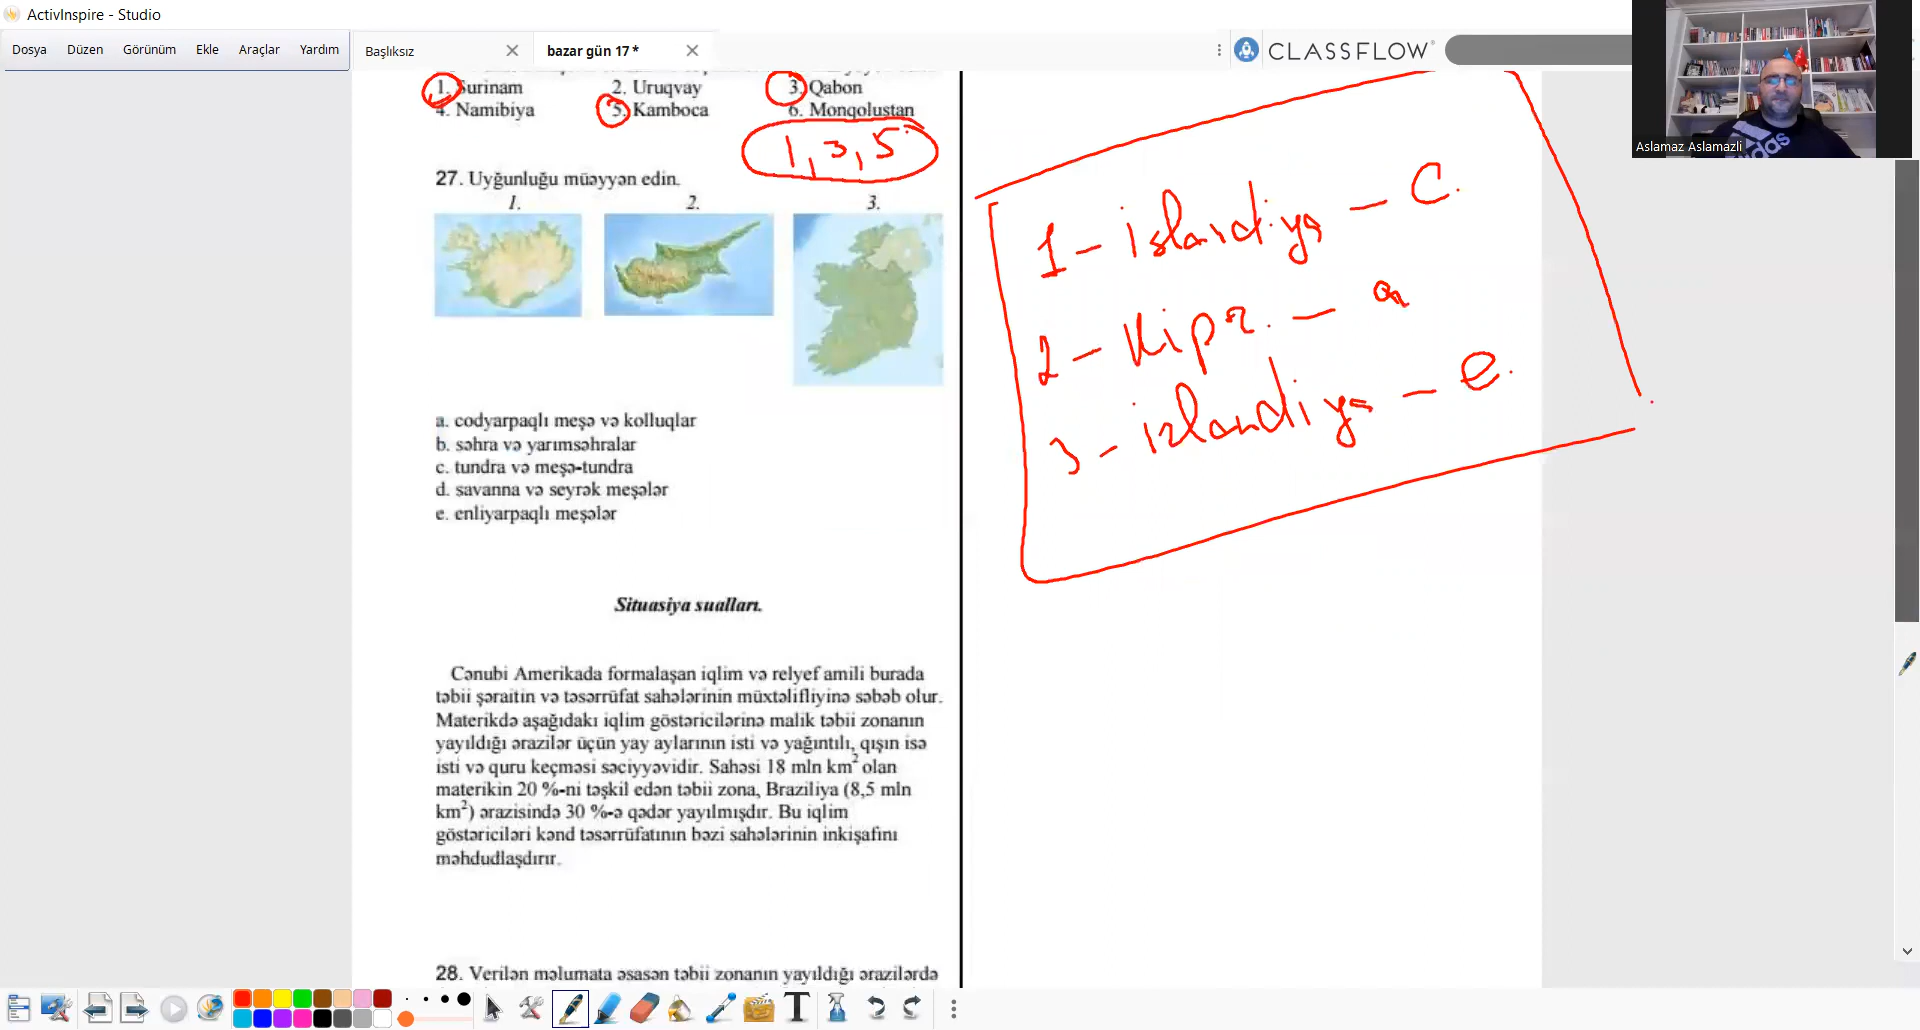 ActivInspire - Studio
Dosya Düzen Görünüm Ekle Araçlar Yardım
Başlıksız
bazar gün 17 *
CLASSFLOW
Aslamaz Aslamazli
1. Surinam 2. Uruqvay 3. Qabon
4. Namibiya 5. Kamboca 6. Monqolustan
1, 3, 5
27. Uyğunluğu müəyyən edin.
1. 2. 3.
a. codyarpaqlı meşə və kolluqlar
b. səhra və yarımsəhralar
c. tundra və meşə-tundra
d. savanna və seyrək meşələr
e. enliyarpaqlı meşələr
Situasiya sualları.
Cənubi Amerikada formalaşan iqlim və relyef amili burada
təbii şəraitin və təsərrüfat sahələrinin müxtəlifliyinə səbəb olur.
Materikdə aşağıdakı iqlim göstəricilərinə malik təbii zonanın
yayıldığı ərazilər üçün yay aylarının isti və yağıntılı, qışın isə
isti və quru keçməsi səciyyəvidir. Sahəsi 18 mln km² olan
materikin 20 %-ni təşkil edən təbii zona, Braziliya (8,5 mln
km²) ərazisində 30 %-ə qədər yayılmışdır. Bu iqlim
göstəriciləri kənd təsərrüfatının bəzi sahələrinin inkişafını
məhdudlaşdırır.
28. Verilən məlumata əsasən təbii zonanın yayıldığı ərazilərdə
1 - islandiya - C.
2 - Kipr. - a
3 - izlandiya - e.